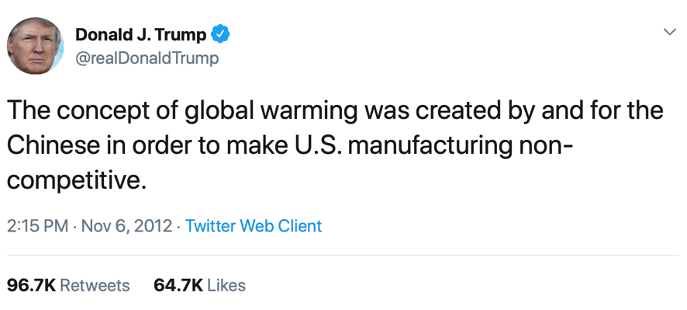 Donald J. Trump
@realDonaldTrump
The concept of global warming was created by and for the
Chinese in order to make U.S. manufacturing non-
competitive.
2:15 PM · Nov 6, 2012 · Twitter Web Client
96.7K Retweets 64.7K Likes